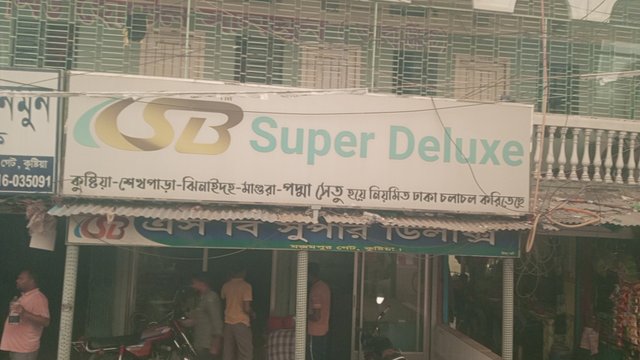 SB Super Deluxe
কুষ্টিয়া-শেখপাড়া-ঝিনাইদহ-মাগুরা-পদ্মা সেতু হয়ে নিয়মিত ঢাকা চলাচল করিতেছে
SB এস বি সুপার ডিলাক্স
মজমপুর গেট, কুষ্টিয়া।
গেট, কুষ্টিয়া
16-035091